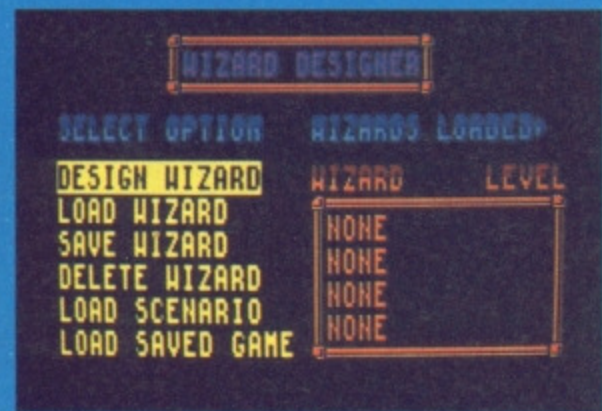 WIZARD DESIGNER
SELECT OPTION
DESIGN WIZARD
LOAD WIZARD
SAVE WIZARD
DELETE WIZARD
LOAD SCENARIO
LOAD SAVED GAME
WIZARDS LOADED:
WIZARD LEVEL
NONE
NONE
NONE
NONE